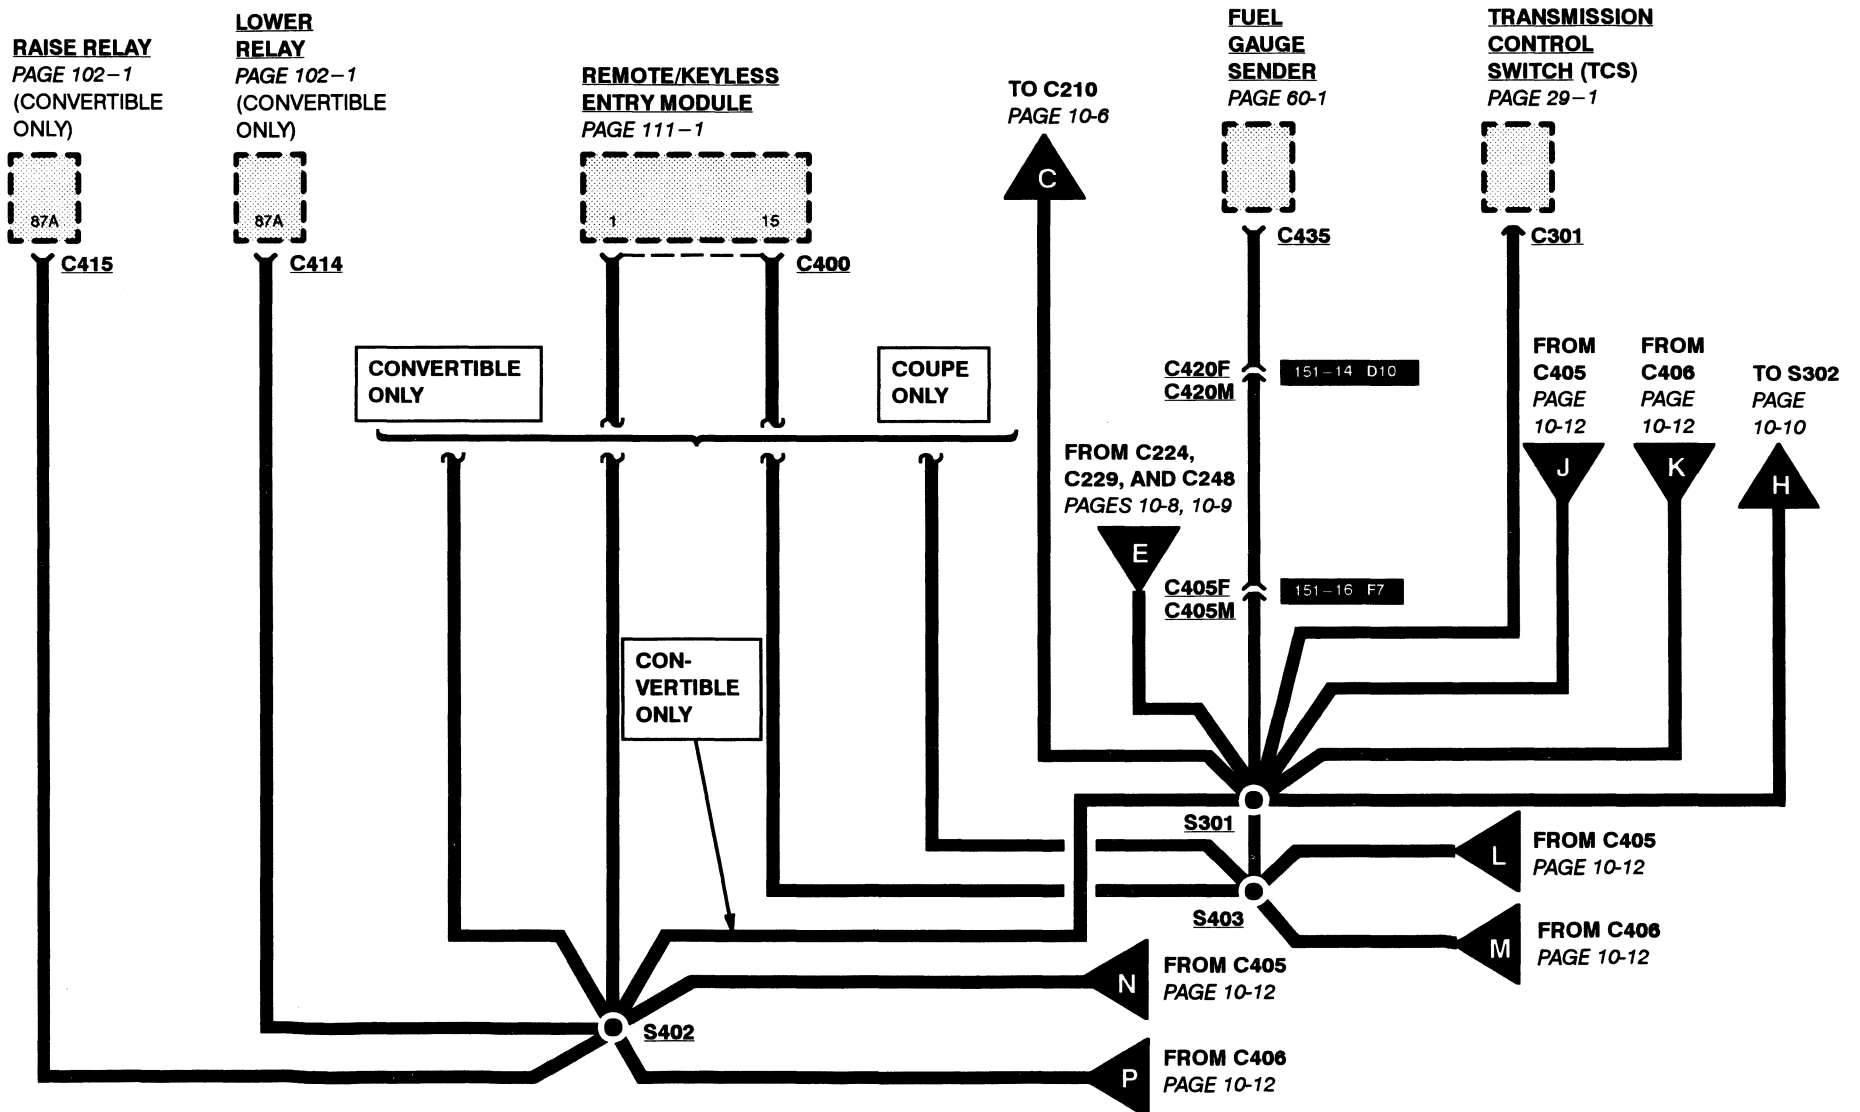 RAISE RELAY
PAGE 102-1
(CONVERTIBLE
ONLY)
87A
C415
LOWER
RELAY
PAGE 102-1
(CONVERTIBLE
ONLY)
87A
C414
REMOTE/KEYLESS
ENTRY MODULE
PAGE 111-1
1
15
C400
TO C210
PAGE 10-6
C
FUEL
GAUGE
SENDER
PAGE 60-1
C435
TRANSMISSION
CONTROL
SWITCH (TCS)
PAGE 29-1
C301
CONVERTIBLE
ONLY
COUPE
ONLY
C420F
C420M
151-14 D10
FROM
C405
PAGE
10-12
J
FROM
C406
PAGE
10-12
K
TO S302
PAGE
10-10
H
FROM C224,
C229, AND C248
PAGES 10-8, 10-9
E
C405F
C405M
151-16 F7
CON-
VERTIBLE
ONLY
S301
L
FROM C405
PAGE 10-12
S403
M
FROM C406
PAGE 10-12
N
FROM C405
PAGE 10-12
S402
P
FROM C406
PAGE 10-12